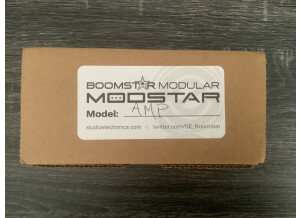 BOOMSTAR MODULAR
MODSTAR
Model: AMP
studioelectronics.com twitter.com/SE_Boomstar